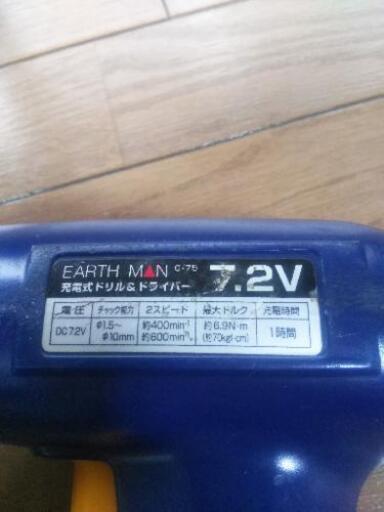 EARTH MAN C-75 7.2V
充電式ドリル&ドライバー
電圧 チャック能力 2スピード 最大トルク 充電時間
DC7.2V φ1.5～φ10mm 約400min⁻¹ 約600min⁻¹ 約6.9N·m (約70kgf-cm) 1時間